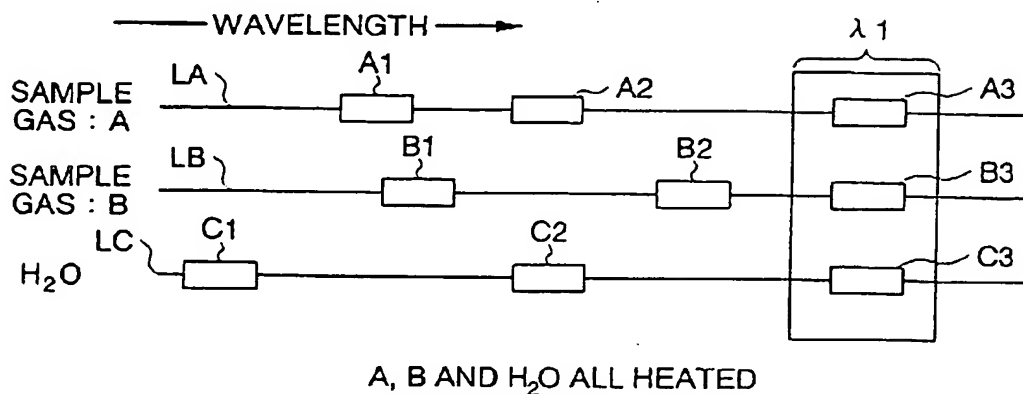 WAVELENGTH
λ 1
SAMPLE GAS : A
LA
A1
A2
A3
SAMPLE GAS : B
LB
B1
B2
B3
H₂O
LC
C1
C2
C3
A, B AND H₂O ALL HEATED